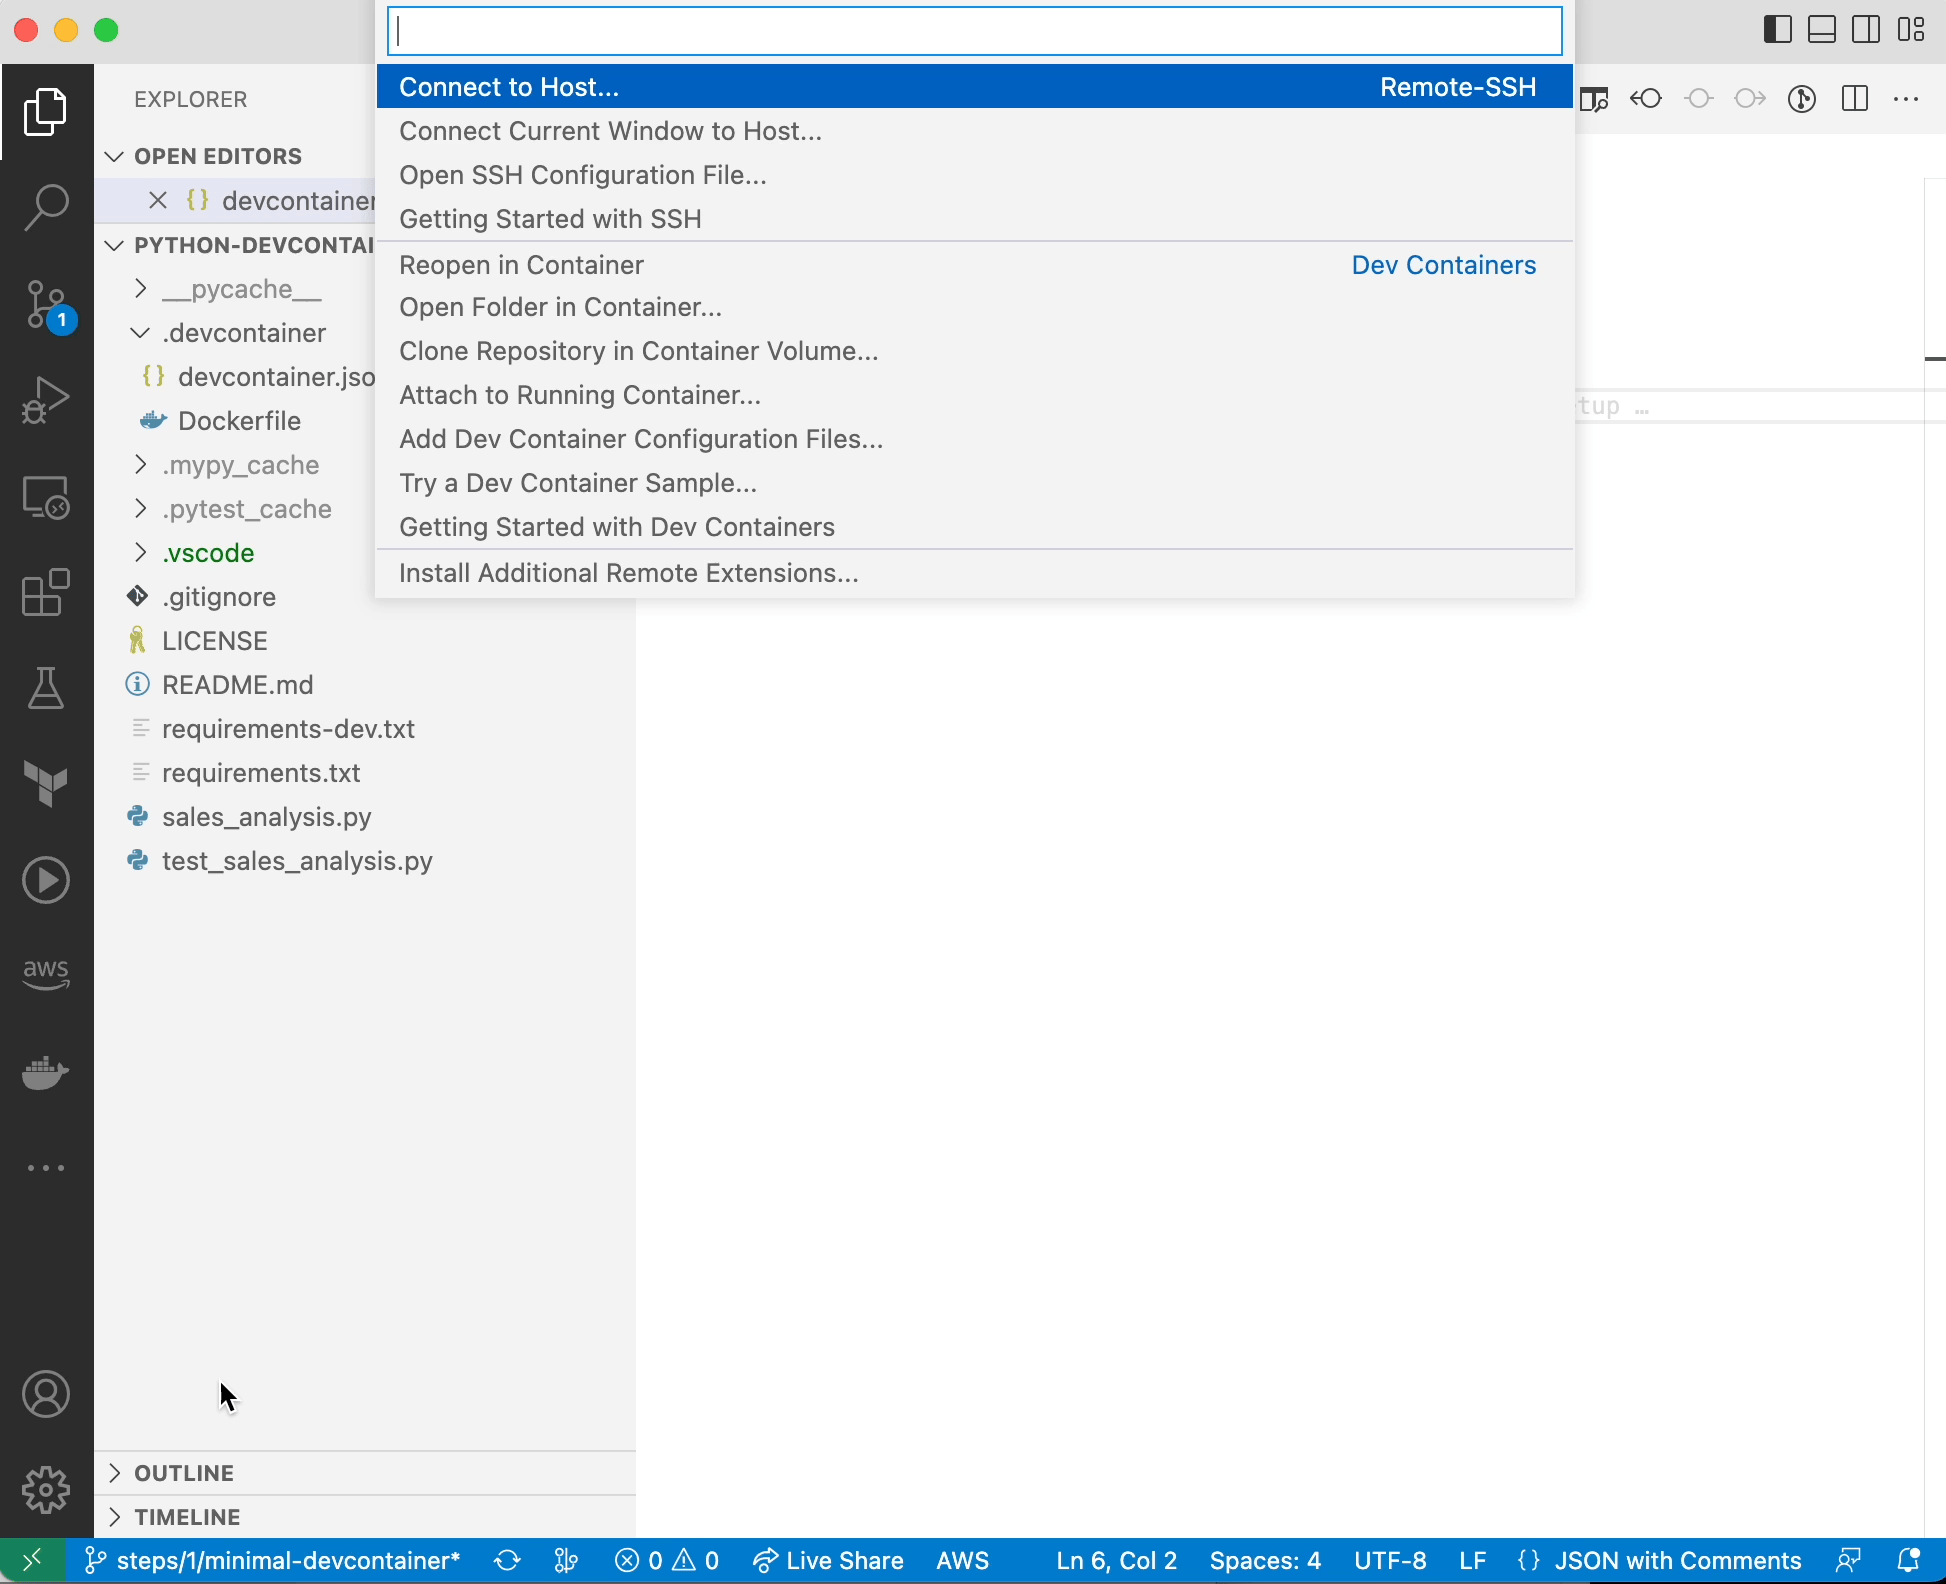 Connect to Host... Remote-SSH
Connect Current Window to Host...
Open SSH Configuration File...
Getting Started with SSH
Reopen in Container Dev Containers
Open Folder in Container...
Clone Repository in Container Volume...
Attach to Running Container...
Add Dev Container Configuration Files...
Try a Dev Container Sample...
Getting Started with Dev Containers
Install Additional Remote Extensions...
EXPLORER
OPEN EDITORS
{} devcontainer
PYTHON-DEVCONTAI
__pycache__
.devcontainer
{} devcontainer.jso
Dockerfile
.mypy_cache
.pytest_cache
.vscode
.gitignore
LICENSE
README.md
requirements-dev.txt
requirements.txt
sales_analysis.py
test_sales_analysis.py
OUTLINE
TIMELINE
1
aws
tup …
steps/1/minimal-devcontainer* 0 0 Live Share AWS Ln 6, Col 2 Spaces: 4 UTF-8 LF {} JSON with Comments